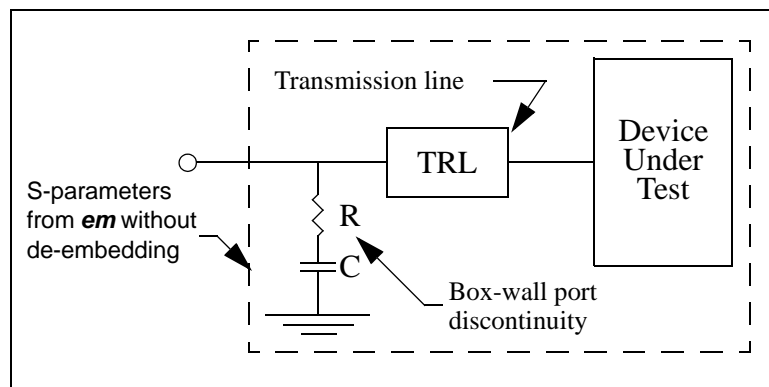 Transmission line
TRL
Device
Under
Test
S-parameters
from em without
de-embedding
R
C
Box-wall port
discontinuity